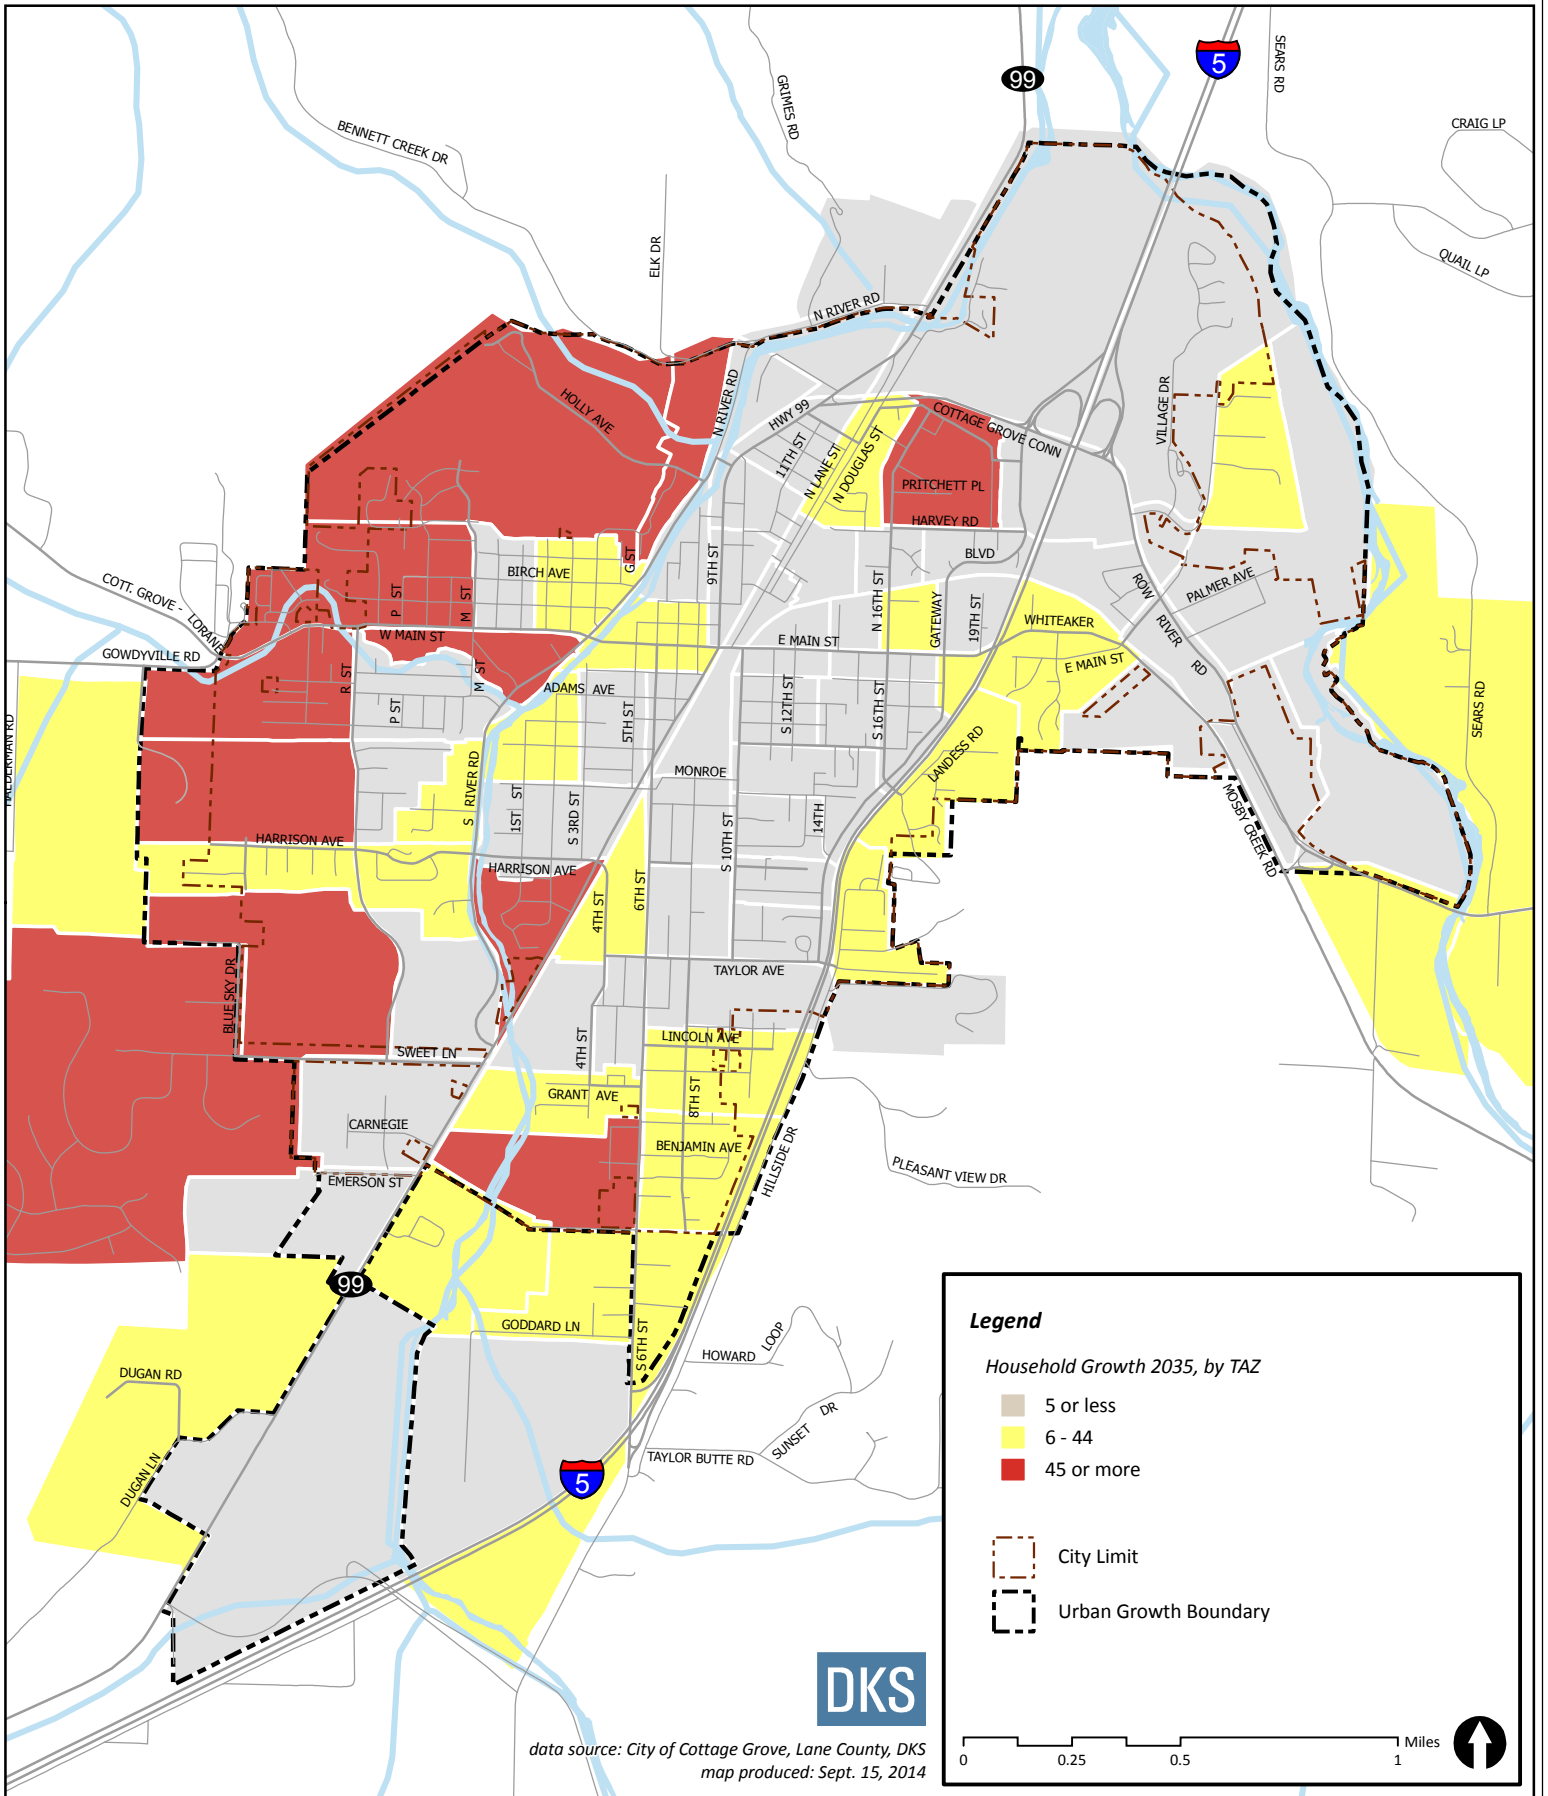 99
5
SEARS RD
CRAIG LP
GRIMES RD
BENNETT CREEK DR
ELK DR
QUAIL LP
N RIVER RD
N RIVER RD
HOLLY AVE
HWY 99
COTTAGE GROVE CONN
VILLAGE DR
11TH ST
N LANE ST
N DOUGLAS ST
PRITCHETT PL
HARVEY RD
BLVD
G ST
9TH ST
BIRCH AVE
P ST
M ST
COTT. GROVE - LORANE
N 16TH ST
GATEWAY
19TH ST
ROW RIVER RD
PALMER AVE
WHITEAKER
W MAIN ST
E MAIN ST
E MAIN ST
GOWDYVILLE RD
R ST
M ST
P ST
ADAMS AVE
5TH ST
S 12TH ST
S 16TH ST
SEARS RD
HALDERMAN RD
LANDESS RD
MONROE
S RIVER RD
1ST ST
S 3RD ST
S 10TH ST
14TH
MOSBY CREEK RD
HARRISON AVE
HARRISON AVE
4TH ST
6TH ST
TAYLOR AVE
BLUE SKY DR
SWEET LN
4TH ST
LINCOLN AVE
GRANT AVE
8TH ST
CARNEGIE
BENJAMIN AVE
HILLSIDE DR
PLEASANT VIEW DR
EMERSON ST
99
GODDARD LN
S 6TH ST
HOWARD LOOP
DUGAN RD
SUNSET DR
TAYLOR BUTTE RD
DUGAN LN
5
Legend
Household Growth 2035, by TAZ
5 or less
6 - 44
45 or more
City Limit
Urban Growth Boundary
DKS
data source: City of Cottage Grove, Lane County, DKS
map produced: Sept. 15, 2014
Miles
0 0.25 0.5 1